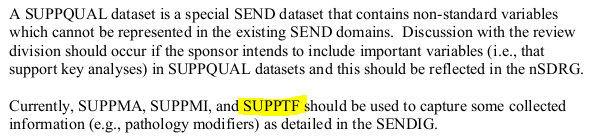 A SUPPQUAL dataset is a special SEND dataset that contains non-standard variables
which cannot be represented in the existing SEND domains.  Discussion with the review
division should occur if the sponsor intends to include important variables (i.e., that
support key analyses) in SUPPQUAL datasets and this should be reflected in the nSDRG.
Currently, SUPPMA, SUPPMI, and SUPPTF should be used to capture some collected
information (e.g., pathology modifiers) as detailed in the SENDIG.